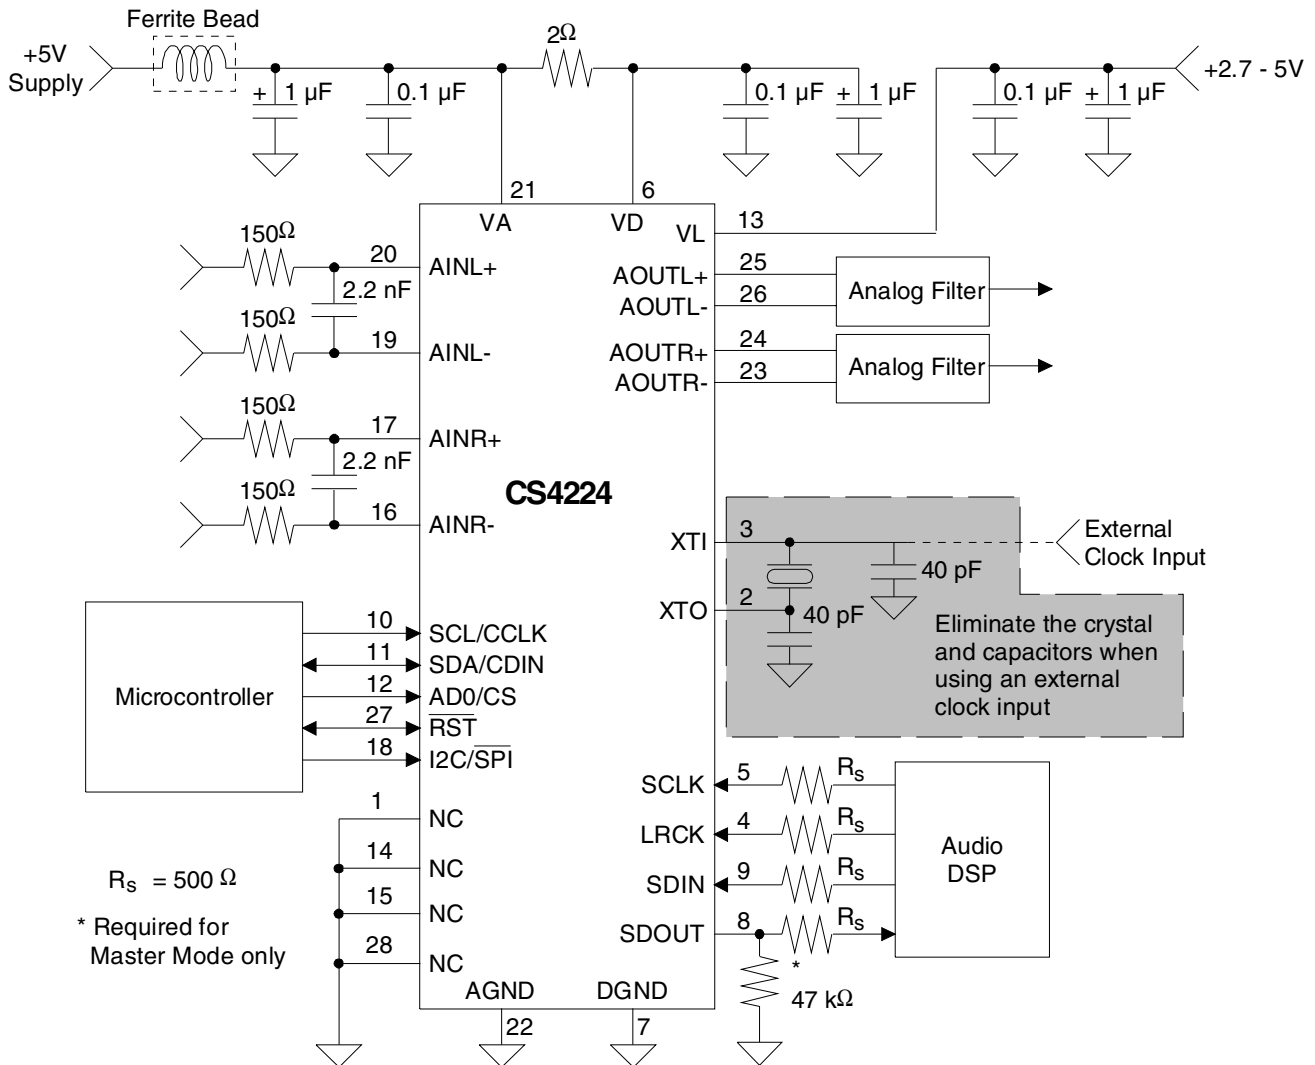 Ferrite Bead
+5V
Supply
2Ω
+2.7 - 5V
+ 1 µF
0.1 µF
0.1 µF
+ 1 µF
0.1 µF
+ 1 µF
21
6
VA
VD
13
VL
150Ω
20
AINL+
2.2 nF
150Ω
19
AINL-
150Ω
17
AINR+
2.2 nF
150Ω
16
AINR-
25
AOUTL+
26
AOUTL-
Analog Filter
24
AOUTR+
23
AOUTR-
Analog Filter
CS4224
3
XTI
External
Clock Input
40 pF
2
XTO
40 pF
Eliminate the crystal
and capacitors when
using an external
clock input
Microcontroller
10
SCL/CCLK
11
SDA/CDIN
12
AD0/CS
27
RST
18
I2C/SPI
1
NC
14
NC
15
NC
28
NC
SCLK
5
Rs
LRCK
4
Rs
SDIN
9
Rs
SDOUT
8
Rs
Audio
DSP
*
47 kΩ
Rs = 500 Ω
* Required for
Master Mode only
AGND
DGND
22
7